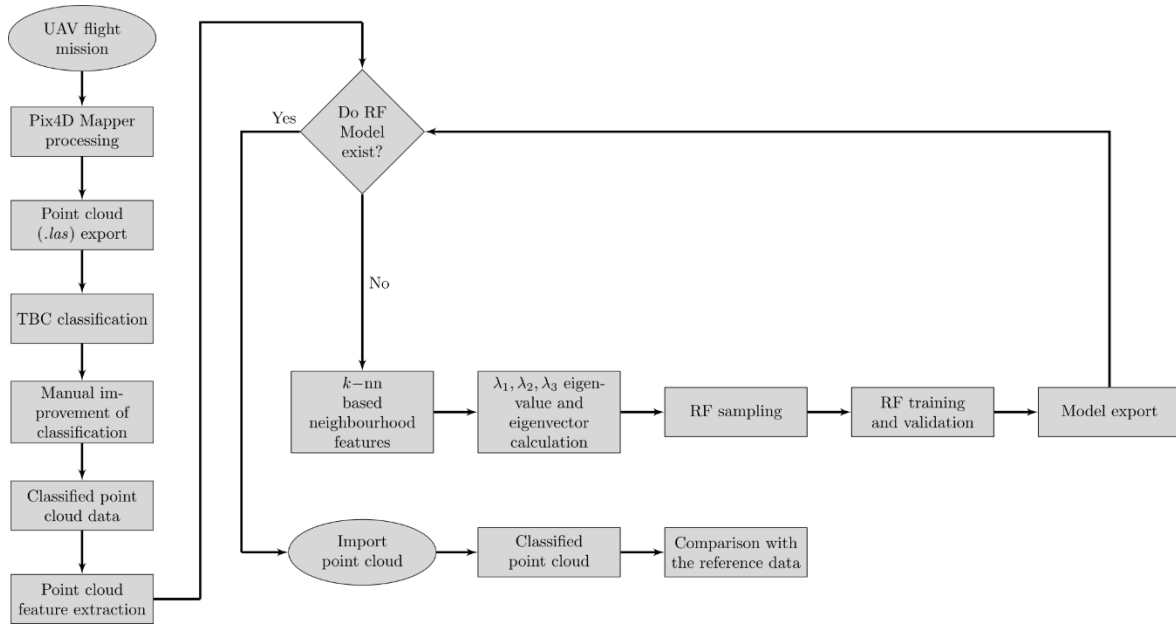 UAV flight
mission
Pix4D Mapper
processing
Point cloud
(.las) export
TBC classification
Manual im-
provement of
classification
Classified point
cloud data
Point cloud
feature extraction
Do RF
Model
exist?
Yes
No
k−nn
based
neighbourhood
features
λ₁, λ₂, λ₃ eigen-
value and
eigenvector
calculation
RF sampling
RF training
and validation
Model export
Import
point cloud
Classified
point cloud
Comparison with
the reference data